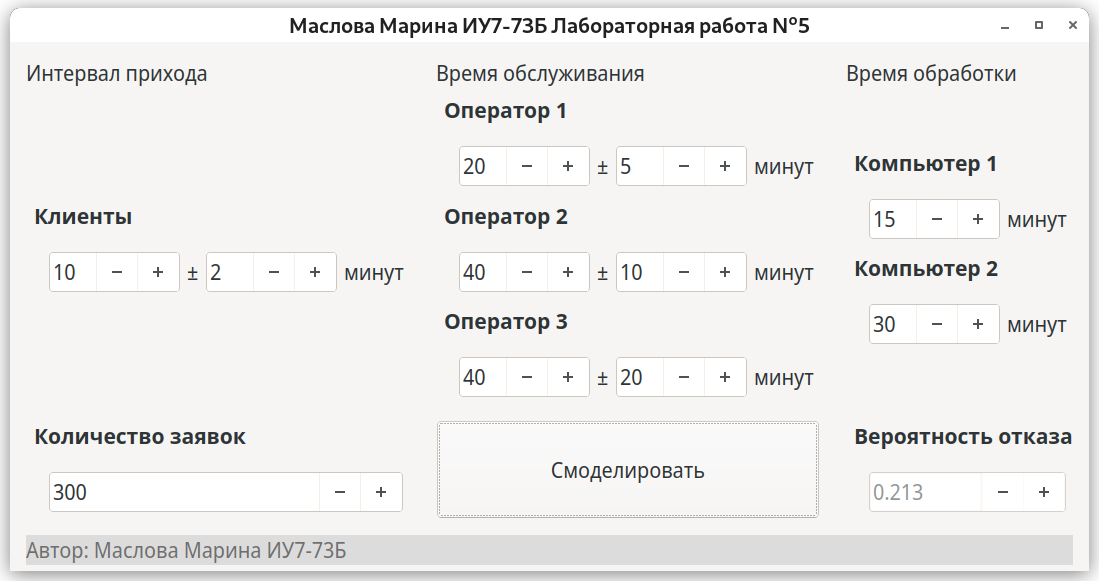 Маслова Марина ИУ7-73Б Лабораторная работа №5
Интервал прихода
Время обслуживания
Время обработки
Оператор 1
20 − + ± 5 − + минут
Компьютер 1
15 − + минут
Клиенты
10 − + ± 2 − + минут
Оператор 2
40 − + ± 10 − + минут
Компьютер 2
30 − + минут
Оператор 3
40 − + ± 20 − + минут
Количество заявок
300 − +
Смоделировать
Вероятность отказа
0.213 − +
Автор: Маслова Марина ИУ7-73Б